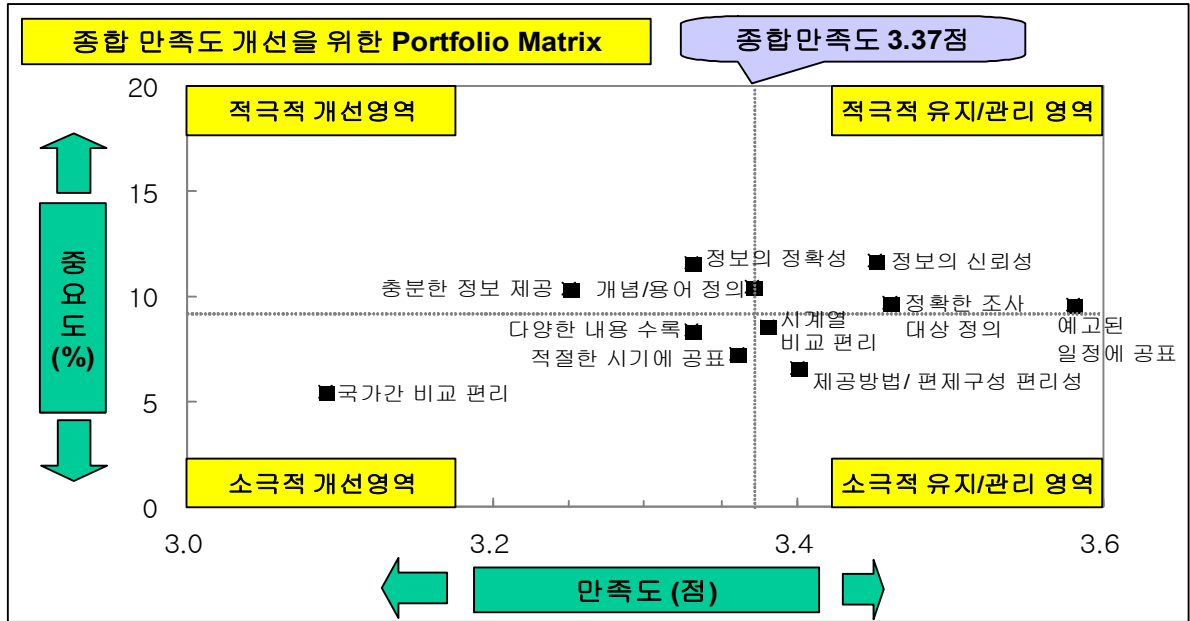 종합 만족도 개선을 위한 Portfolio Matrix
종합만족도 3.37점
20
적극적 개선영역
적극적 유지/관리 영역
15
중요도
(%)
정보의 정확성
정보의 신뢰성
충분한 정보 제공
개념/용어 정의
10
정확한 조사
대상 정의
예고된
일정에 공표
다양한 내용 수록
시계열
비교 편리
적절한 시기에 공표
제공방법/ 편제구성 편리성
국가간 비교 편리
5
소극적 개선영역
소극적 유지/관리 영역
0
3.0
3.2
3.4
3.6
만족도 (점)